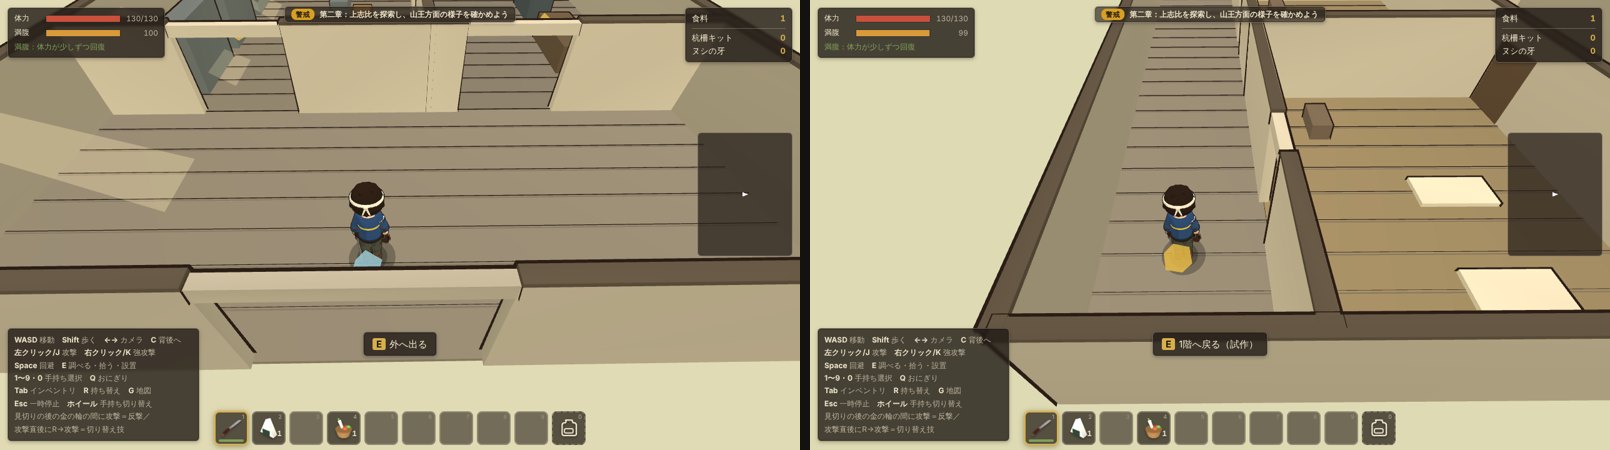 体力 130/130
満腹 100
満腹：体力が少しずつ回復
警戒 第二章：上志比を探索し、山王方面の様子を確かめよう
食料 1
杭柵キット 0
ヌシの牙 0
E 外へ出る
WASD 移動 Shift 歩く ←→ カメラ C 背後へ
左クリック/J 攻撃 右クリック/K 強攻撃
Space 回避 E 調べる・拾う・設置
1〜9・0 手持ち選択 Q おにぎり
Tab インベントリ R 持ち替え G 地図
Esc 一時停止 ホイール 手持ち切り替え
見切りの後の金の輪の間に攻撃＝反撃／
攻撃直後にR→攻撃＝切り替え技
1
1
体力 130/130
満腹 99
満腹：体力が少しずつ回復
警戒 第二章：上志比を探索し、山王方面の様子を確かめよう
食料 1
杭柵キット 0
ヌシの牙 0
E 1階へ戻る（試作）
WASD 移動 Shift 歩く ←→ カメラ C 背後へ
左クリック/J 攻撃 右クリック/K 強攻撃
Space 回避 E 調べる・拾う・設置
1〜9・0 手持ち選択 Q おにぎり
Tab インベントリ R 持ち替え G 地図
Esc 一時停止 ホイール 手持ち切り替え
見切りの後の金の輪の間に攻撃＝反撃／
攻撃直後にR→攻撃＝切り替え技
1
1